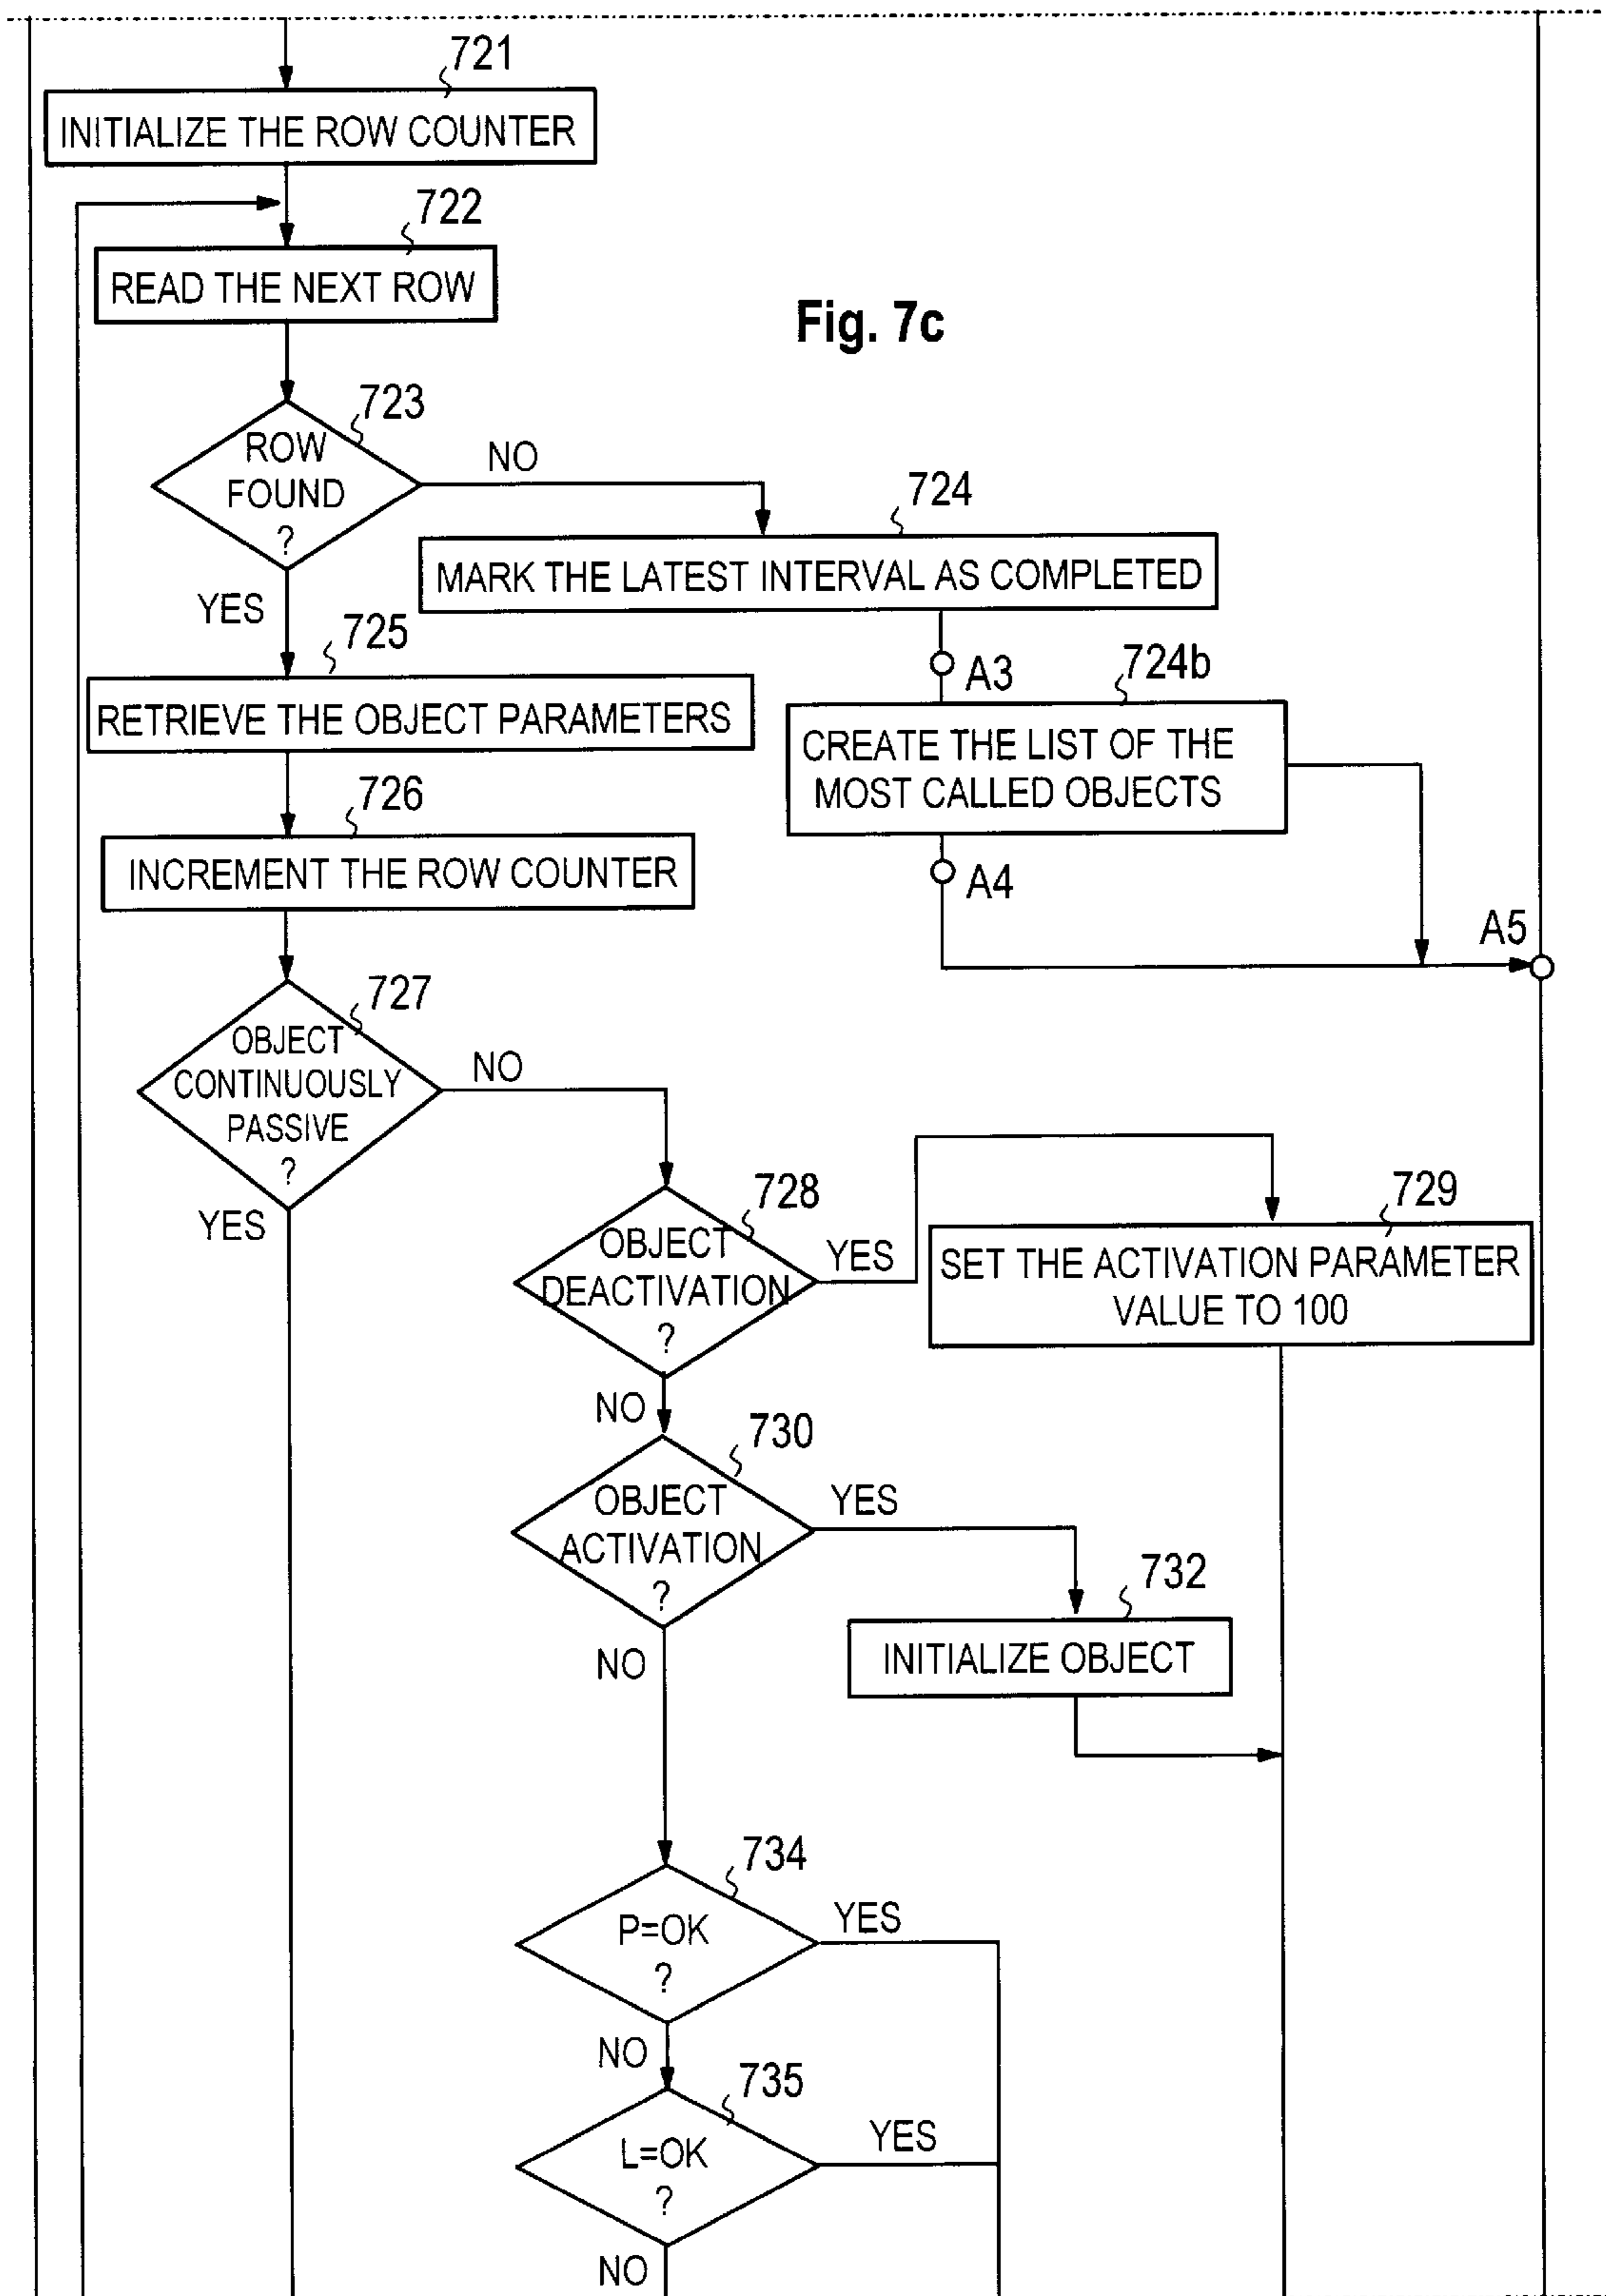 721
INITIALIZE THE ROW COUNTER
722
READ THE NEXT ROW
Fig. 7c
723
ROW
FOUND
?
NO
YES
724
MARK THE LATEST INTERVAL AS COMPLETED
725
RETRIEVE THE OBJECT PARAMETERS
A3
724b
CREATE THE LIST OF THE
MOST CALLED OBJECTS
726
INCREMENT THE ROW COUNTER
A4
A5
727
OBJECT
CONTINUOUSLY
PASSIVE
?
NO
YES
728
OBJECT
DEACTIVATION
?
YES
NO
729
SET THE ACTIVATION PARAMETER
VALUE TO 100
730
OBJECT
ACTIVATION
?
YES
NO
732
INITIALIZE OBJECT
734
P=OK
?
YES
NO
735
L=OK
?
YES
NO